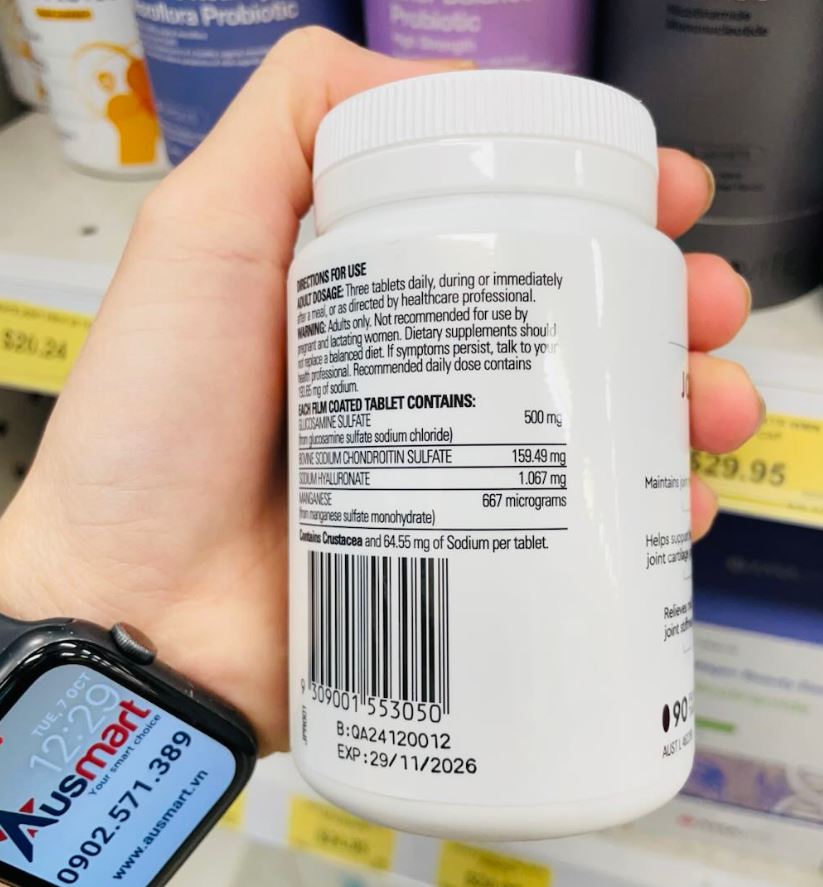 oflora Probiotic
Probiotic
High Strength
Nicotinamide
Mononucleotide
$20.24
$29.95
DIRECTIONS FOR USE
ADULT DOSAGE: Three tablets daily, during or immediately
after a meal, or as directed by healthcare professional.
WARNING: Adults only. Not recommended for use by
pregnant and lactating women. Dietary supplements should
not replace a balanced diet. If symptoms persist, talk to your
health professional. Recommended daily dose contains
193.65 mg of sodium.
EACH FILM COATED TABLET CONTAINS:
GLUCOSAMINE SULFATE 500 mg
(from glucosamine sulfate sodium chloride)
BOVINE SODIUM CHONDROITIN SULFATE 159.49 mg
SODIUM HYALURONATE 1.067 mg
MANGANESE 667 micrograms
(from manganese sulfate monohydrate)
Contains Crustacea and 64.55 mg of Sodium per tablet.
9 309001 553050
JPR001
B:QA24120012
EXP:29/11/2026
Maintains
Helps support
joint cartilage
Relieves
joint
90
AUST L
TUE, 7 OCT
12:29
Ausmart
Your smart choice
0902.571.389
www.ausmart.vn